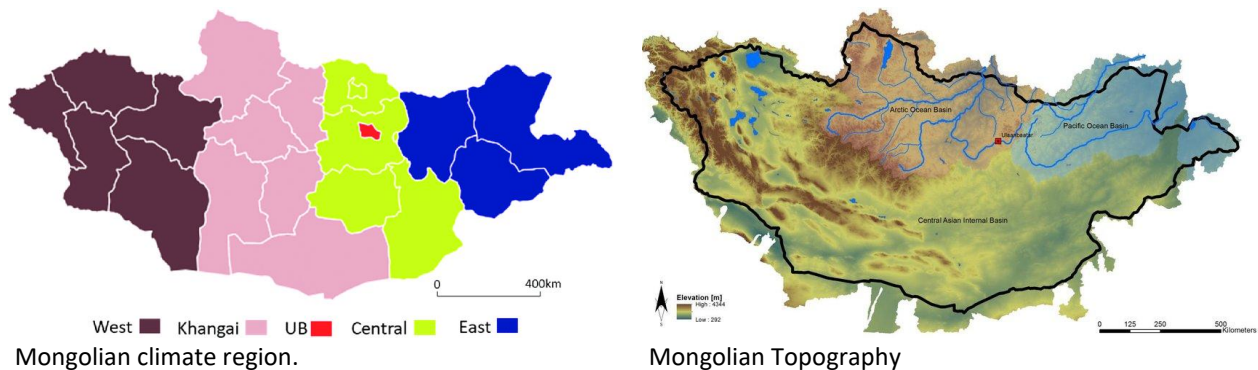 0
400km
West Khangai UB Central East
Mongolian climate region.
Arctic Ocean Basin
Ulaanbaatar
Pacific Ocean Basin
Central Asian Internal Basin
N
S
Elevation [m]
High : 4344
Low : 292
0 125 250 500
Kilometers
Mongolian Topography